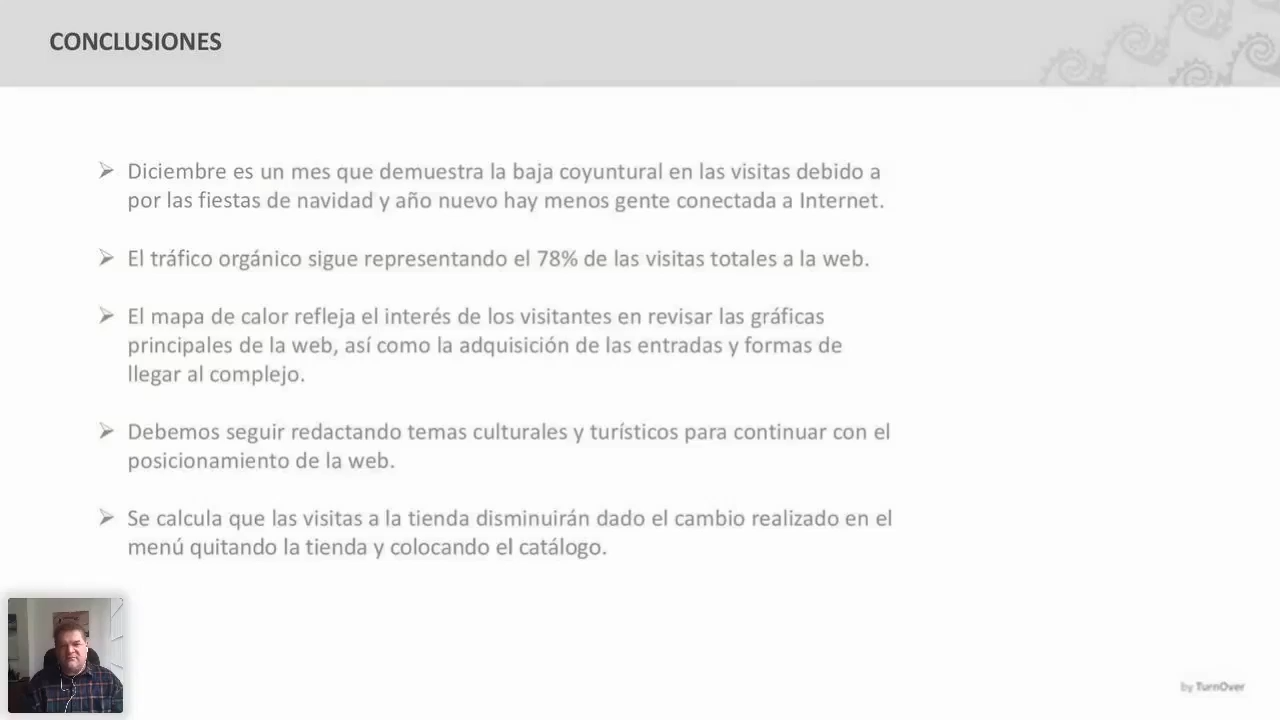 CONCLUSIONES
Diciembre es un mes que demuestra la baja coyuntural en las visitas debido a
por las fiestas de navidad y año nuevo hay menos gente conectada a Internet.
El tráfico orgánico sigue representando el 78% de las visitas totales a la web.
El mapa de calor refleja el interés de los visitantes en revisar las gráficas
principales de la web, así como la adquisición de las entradas y formas de
llegar al complejo.
Debemos seguir redactando temas culturales y turísticos para continuar con el
posicionamiento de la web.
Se calcula que las visitas a la tienda disminuirán dado el cambio realizado en el
menú quitando la tienda y colocando el catálogo.
by TurnOver